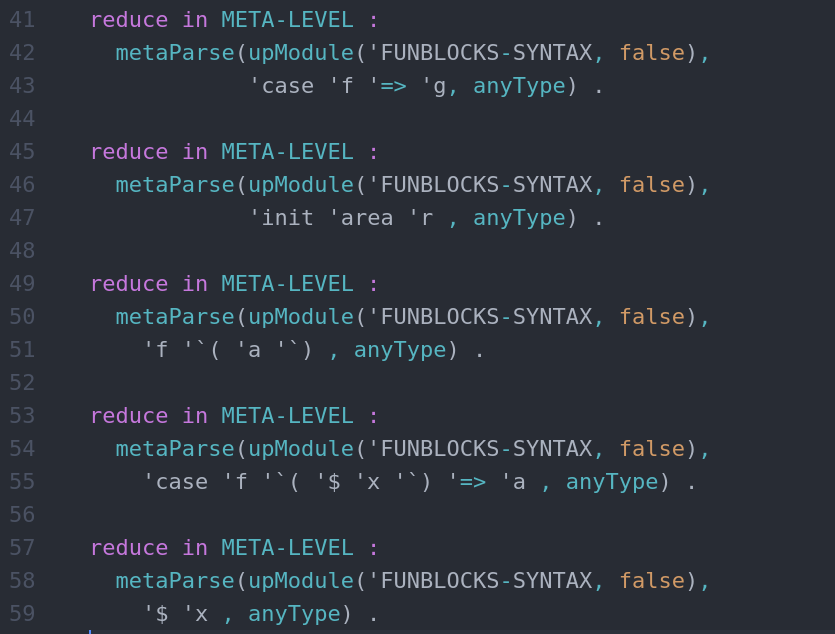 41 reduce in META-LEVEL :
42 metaParse(upModule('FUNBLOCKS-SYNTAX, false),
43 'case 'f '=> 'g, anyType) .
44
45 reduce in META-LEVEL :
46 metaParse(upModule('FUNBLOCKS-SYNTAX, false),
47 'init 'area 'r , anyType) .
48
49 reduce in META-LEVEL :
50 metaParse(upModule('FUNBLOCKS-SYNTAX, false),
51 'f '`( 'a '`) , anyType) .
52
53 reduce in META-LEVEL :
54 metaParse(upModule('FUNBLOCKS-SYNTAX, false),
55 'case 'f '`( '$ 'x '`) '=> 'a , anyType) .
56
57 reduce in META-LEVEL :
58 metaParse(upModule('FUNBLOCKS-SYNTAX, false),
59 '$ 'x , anyType) .